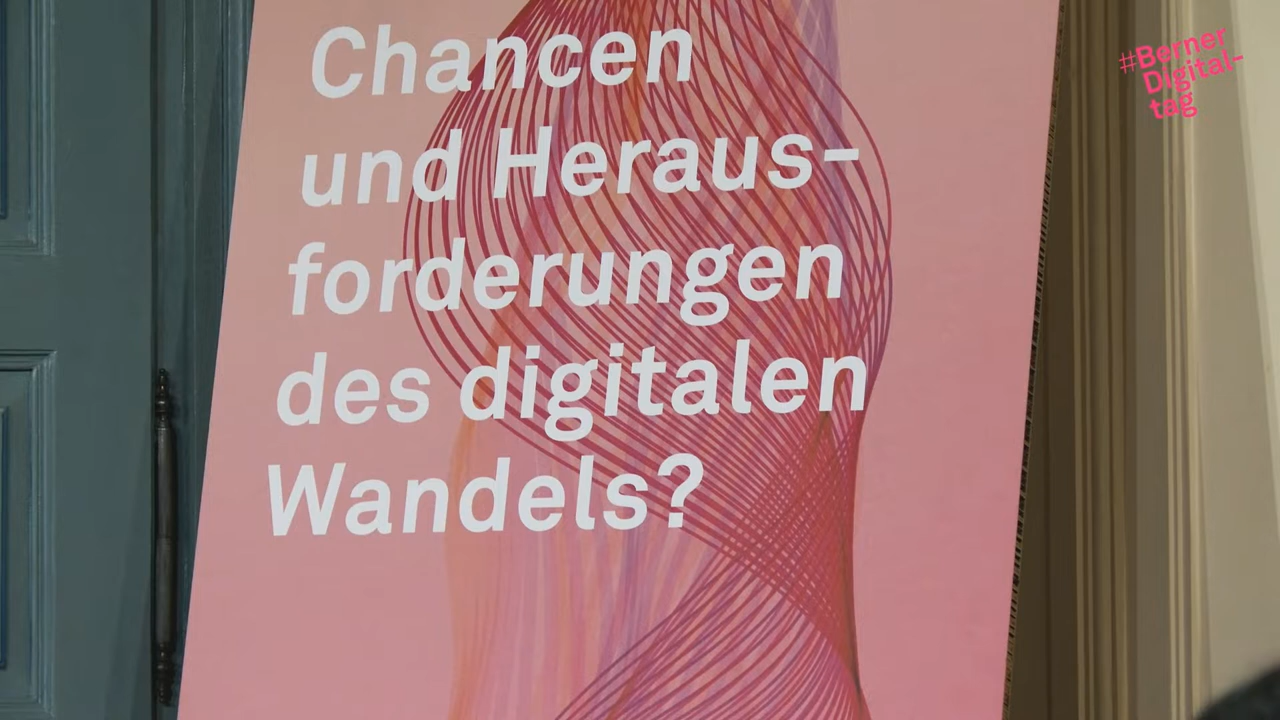 Chancen
und Heraus-
forderungen
des digitalen
Wandels?
#Berner
Digital-
tag